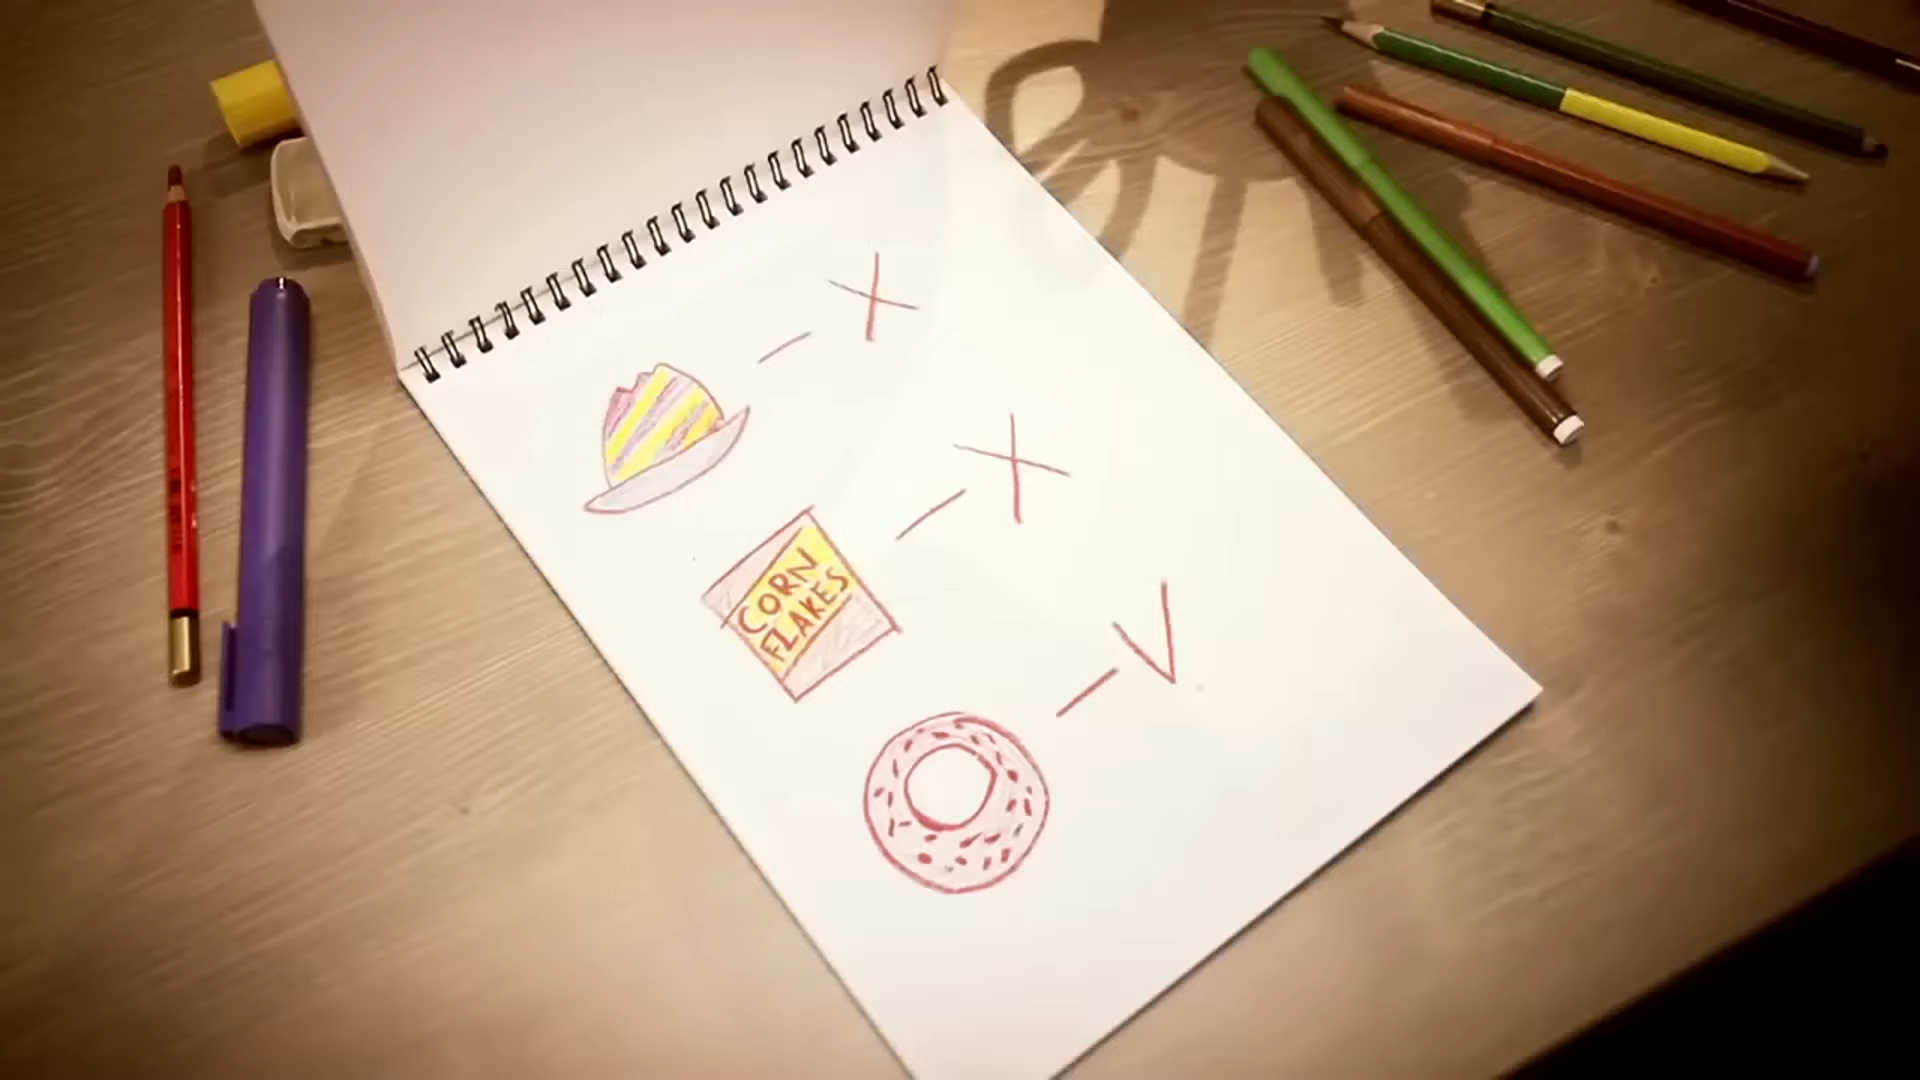 - X
- X
CORN
FLAKES
- V